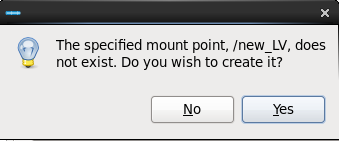 The specified mount point, /new_LV, does
not exist. Do you wish to create it?
No
Yes